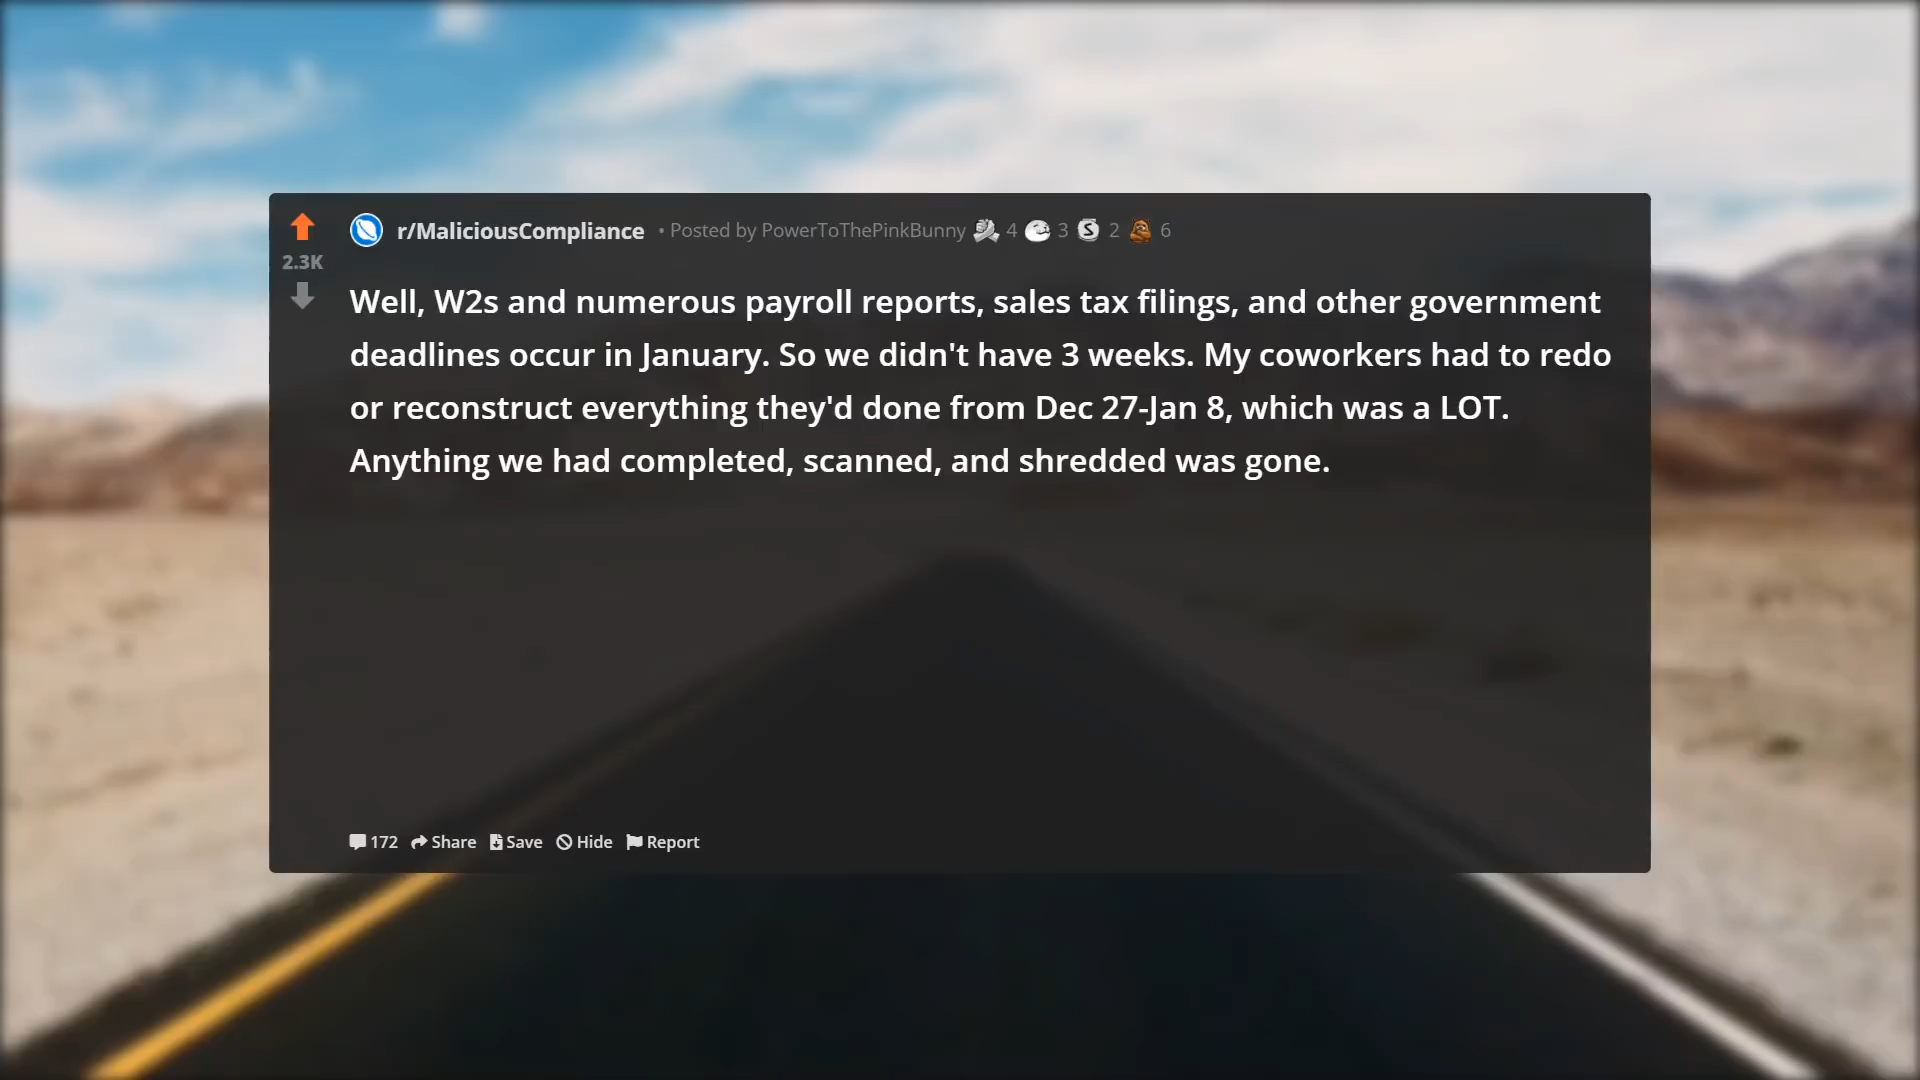 r/MaliciousCompliance • Posted by PowerToThePinkBunny 4 3 2 6
2.3K
Well, W2s and numerous payroll reports, sales tax filings, and other government
deadlines occur in January. So we didn't have 3 weeks. My coworkers had to redo
or reconstruct everything they'd done from Dec 27-Jan 8, which was a LOT.
Anything we had completed, scanned, and shredded was gone.
172 Share Save Hide Report